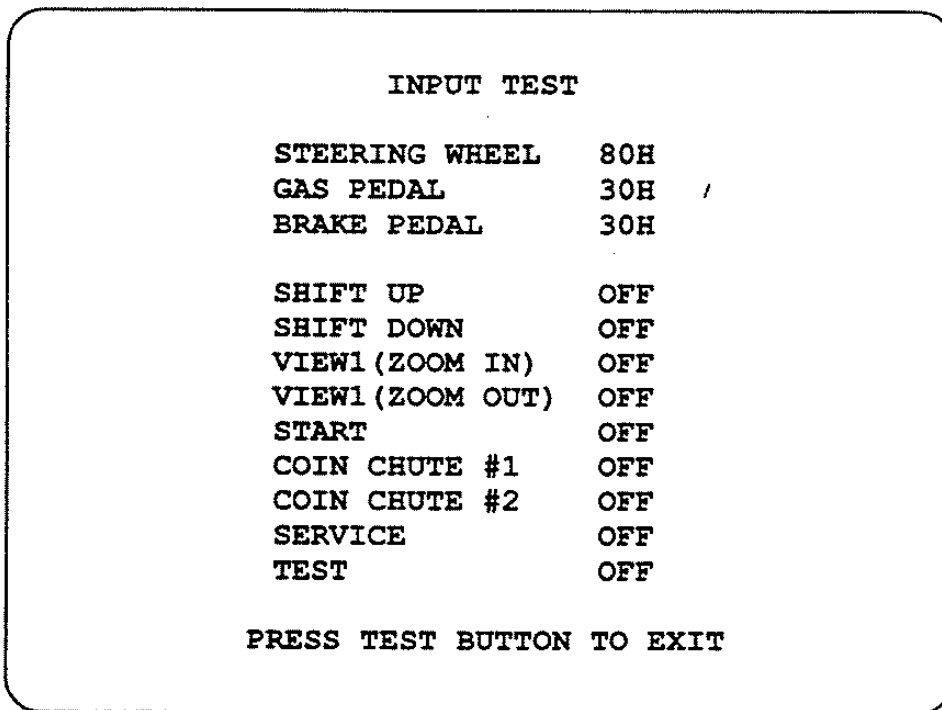 INPUT TEST
STEERING WHEEL 80H
GAS PEDAL 30H
BRAKE PEDAL 30H
SHIFT UP OFF
SHIFT DOWN OFF
VIEW1(ZOOM IN) OFF
VIEW1(ZOOM OUT) OFF
START OFF
COIN CHUTE #1 OFF
COIN CHUTE #2 OFF
SERVICE OFF
TEST OFF
PRESS TEST BUTTON TO EXIT